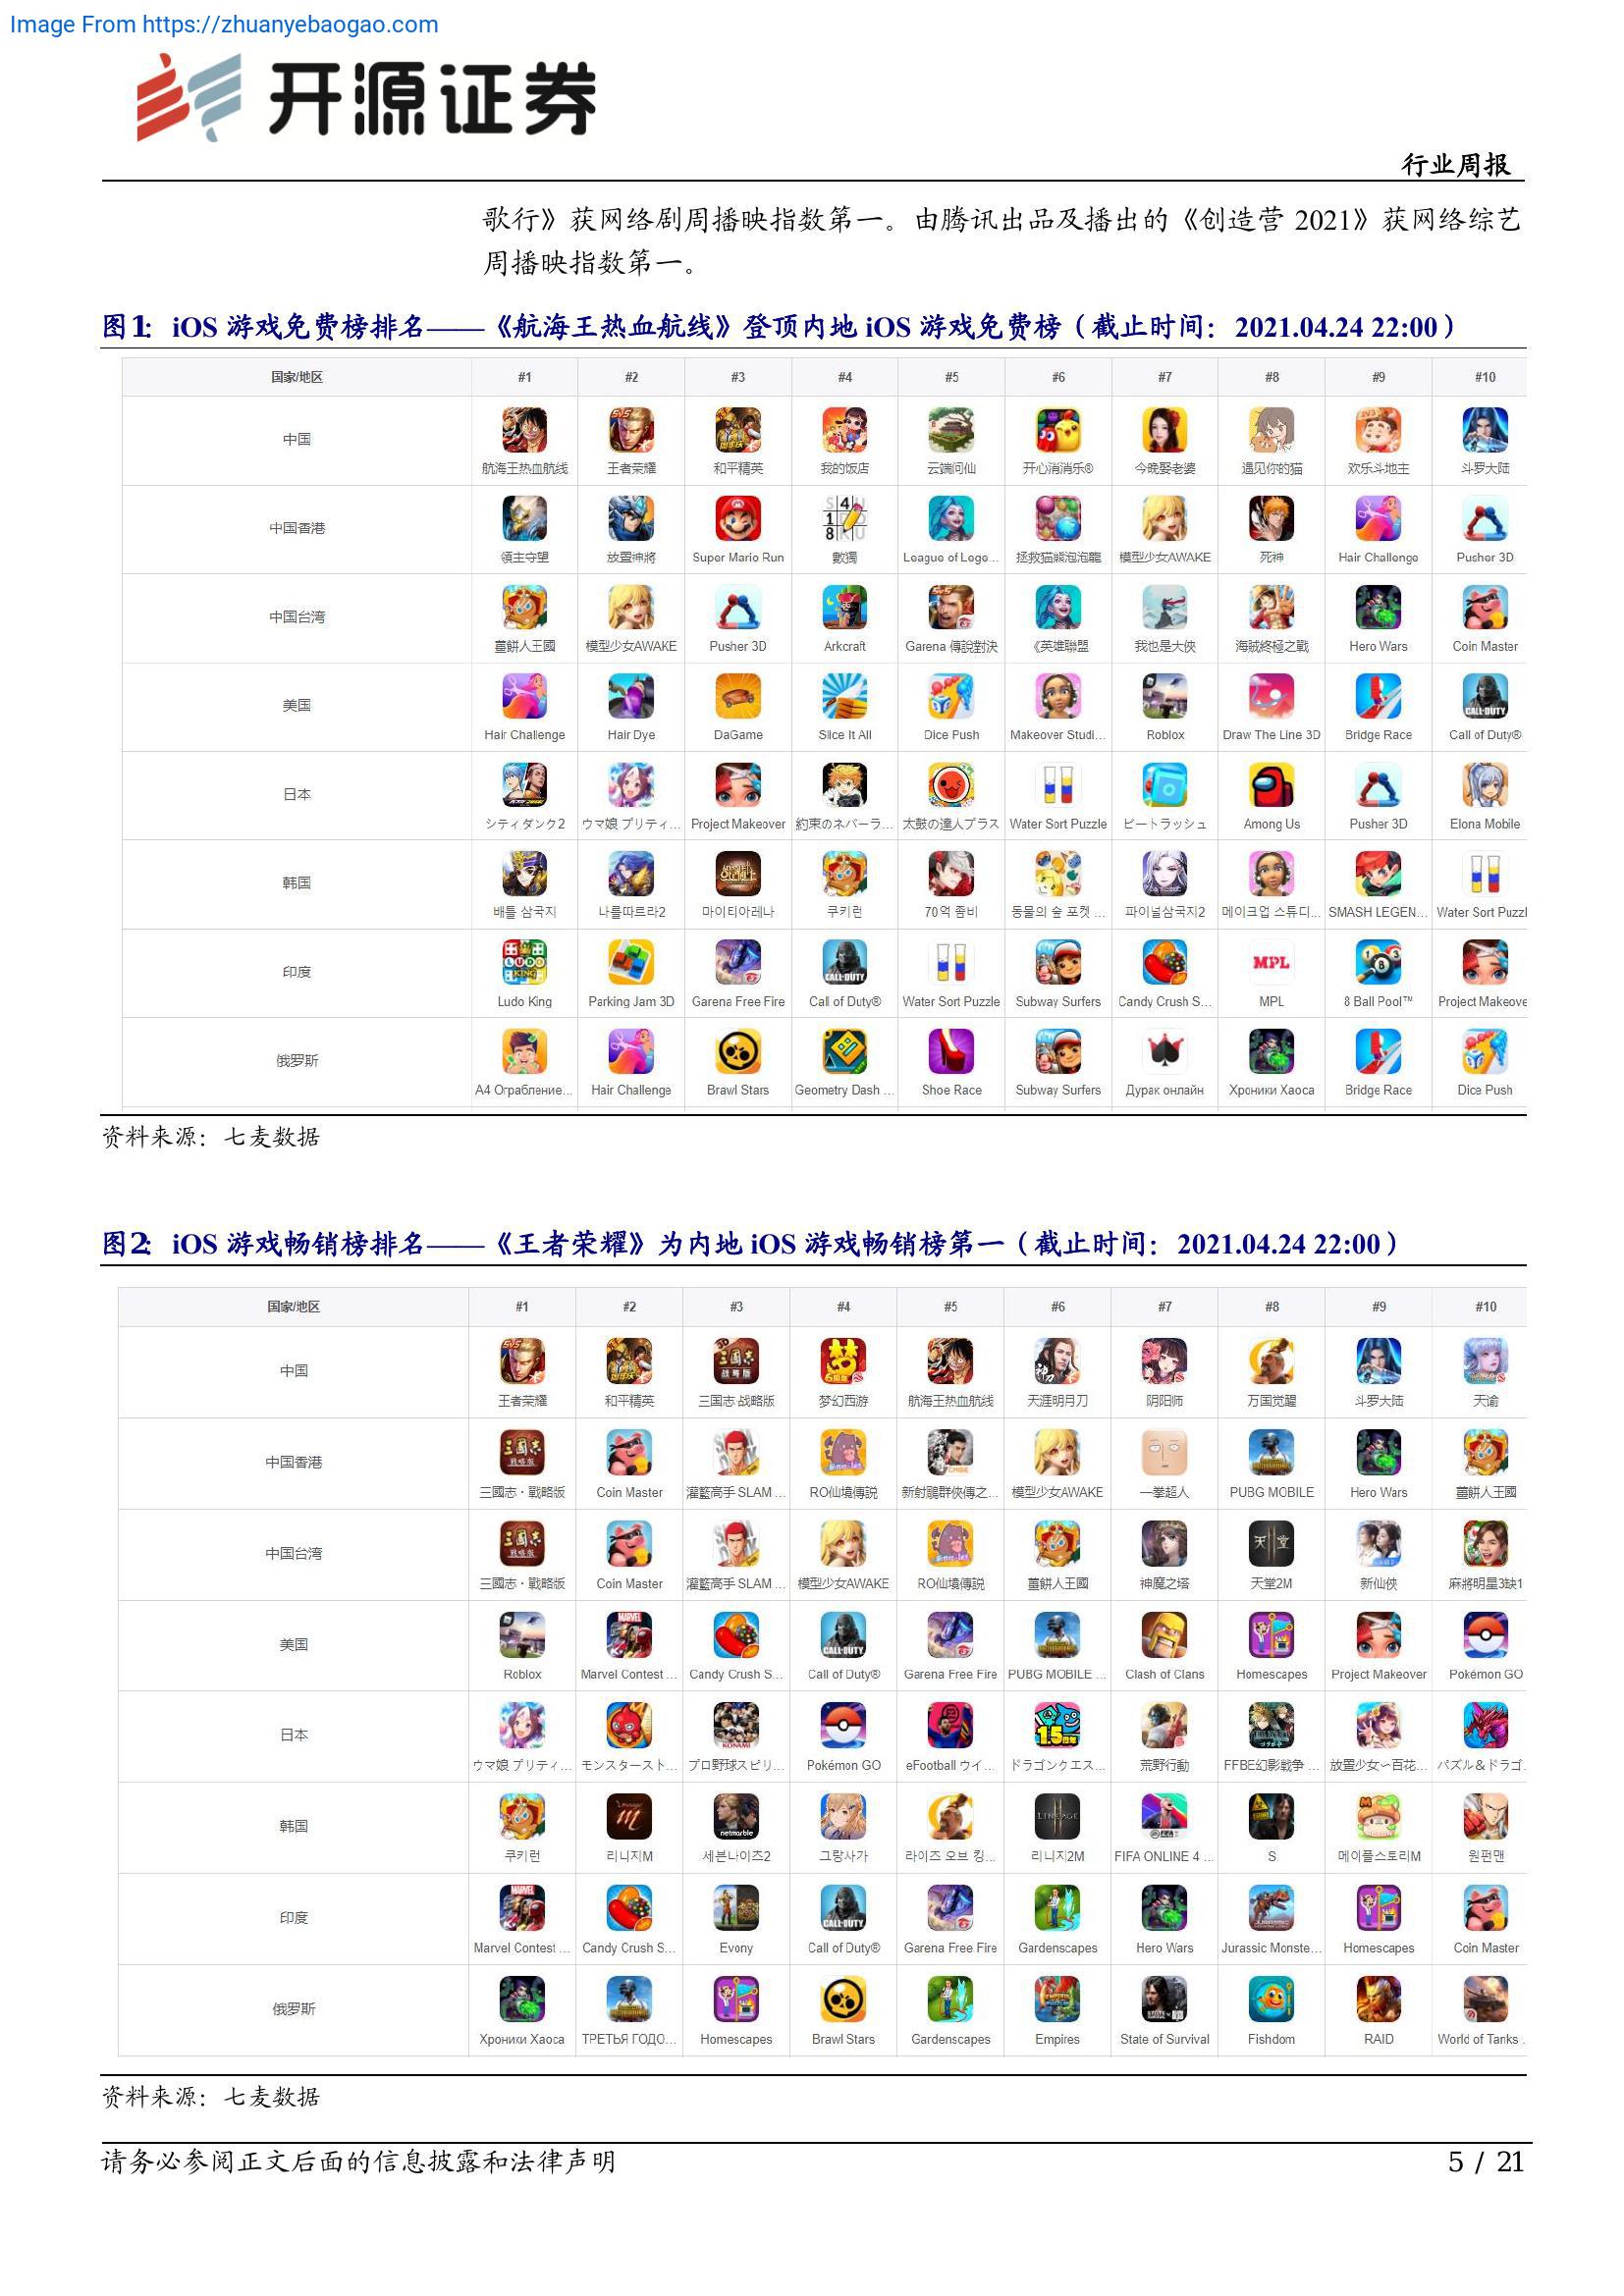 Image From https://zhuanyebaogao.com
开源证券
行业周报
歌行》获网络剧周播映指数第一。由腾讯出品及播出的《创造营 2021》获网络综艺
周播映指数第一。
图1： iOS 游戏免费榜排名——《航海王热血航线》登顶内地 iOS 游戏免费榜（截止时间：2021.04.24 22:00）
国家/地区 #1 #2 #3 #4 #5 #6 #7 #8 #9 #10
中国 航海王热血航线 王者荣耀 和平精英 我的饭店 云端问仙 开心消消乐® 今晚娶老婆 遇见你的猫 欢乐斗地主 斗罗大陆
中国香港 領主守望 放置神將 Super Mario Run 數獨 League of Lege... 拯救猫熊泡泡龍 模型少女AWAKE 死神 Hair Challenge Pusher 3D
中国台湾 薑餅人王國 模型少女AWAKE Pusher 3D Arkcraft Garena 傳說對決 《英雄聯盟 我也是大俠 海賊終極之戰 Hero Wars Coin Master
美国 Hair Challenge Hair Dye DaGame Slice It All Dice Push Makeover Studi... Roblox Draw The Line 3D Bridge Race Call of Duty®
日本 シティダンク2 ウマ娘 プリティ... Project Makeover 約束のネバーラ... 太鼓の達人プラス Water Sort Puzzle ビートラッシュ Among Us Pusher 3D Elona Mobile
韩国 배틀 삼국지 나를따르라2 마이티아레나 쿠키런 70억 좀비 동물의 숲 포켓 ... 파이널삼국지2 메이크업 스튜디... SMASH LEGEN... Water Sort Puzzl
印度 Ludo King Parking Jam 3D Garena Free Fire Call of Duty® Water Sort Puzzle Subway Surfers Candy Crush S... MPL 8 Ball Pool™ Project Makeove
俄罗斯 А4 Ограбление... Hair Challenge Brawl Stars Geometry Dash ... Shoe Race Subway Surfers Дурак онлайн Хроники Хаоса Bridge Race Dice Push
资料来源：七麦数据
图2： iOS 游戏畅销榜排名——《王者荣耀》为内地 iOS 游戏畅销榜第一（截止时间：2021.04.24 22:00）
国家/地区 #1 #2 #3 #4 #5 #6 #7 #8 #9 #10
中国 王者荣耀 和平精英 三国志·战略版 梦幻西游 航海王热血航线 天涯明月刀 阴阳师 万国觉醒 斗罗大陆 天谕
中国香港 三國志・戰略版 Coin Master 灌籃高手 SLAM ... RO仙境傳說 新射鵰群俠傳之... 模型少女AWAKE 一拳超人 PUBG MOBILE Hero Wars 薑餅人王國
中国台湾 三國志・戰略版 Coin Master 灌籃高手 SLAM ... 模型少女AWAKE RO仙境傳說 薑餅人王國 神魔之塔 天堂2M 新仙俠 麻將明星3缺1
美国 Roblox Marvel Contest ... Candy Crush S... Call of Duty® Garena Free Fire PUBG MOBILE ... Clash of Clans Homescapes Project Makeover Pokémon GO
日本 ウマ娘 プリティ... モンスタースト... プロ野球スピリ... Pokémon GO eFootball ウイ... ドラゴンクエス... 荒野行動 FFBE幻影戦争 ... 放置少女〜百花... パズル＆ドラゴ.
韩国 쿠키런 리니지M 세븐나이츠2 그랑사가 라이즈 오브 킹... 리니지2M FIFA ONLINE 4 ... S 메이플스토리M 원펀맨
印度 Marvel Contest ... Candy Crush S... Evony Call of Duty® Garena Free Fire Gardenscapes Hero Wars Jurassic Monste... Homescapes Coin Master
俄罗斯 Хроники Хаоса ТРЕТЬЯ ГОДО... Homescapes Brawl Stars Gardenscapes Empires State of Survival Fishdom RAID World of Tanks .
资料来源：七麦数据
请务必参阅正文后面的信息披露和法律声明
5 / 21